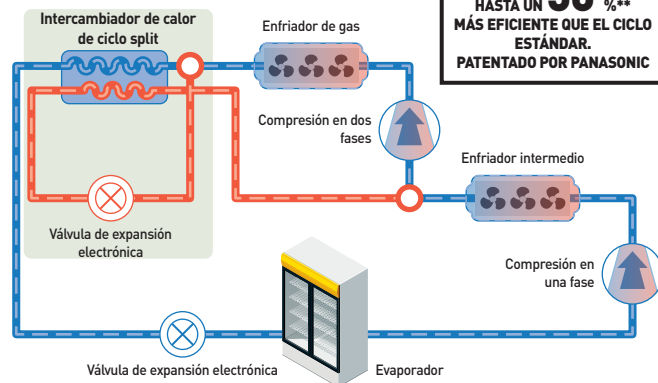 Intercambiador de calor
de ciclo split
Enfriador de gas
HASTA UN %**
MÁS EFICIENTE QUE EL CICLO
ESTÁNDAR.
PATENTADO POR PANASONIC
Compresión en dos
fases
Enfriador intermedio
Válvula de expansión
electrónica
Compresión en
una fase
Válvula de expansión electrónica
Evaporador